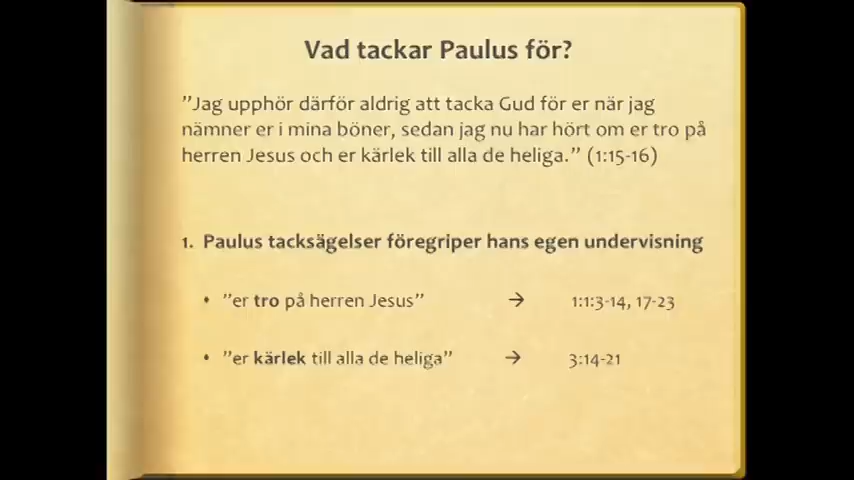 Vad tackar Paulus för?
”Jag upphör därför aldrig att tacka Gud för er när jag
nämner er i mina böner, sedan jag nu har hört om er tro på
herren Jesus och er kärlek till alla de heliga.” (1:15-16)
1. Paulus tacksägelser föregriper hans egen undervisning
• ”er tro på herren Jesus” → 1:1:3-14, 17-23
• ”er kärlek till alla de heliga” → 3:14-21